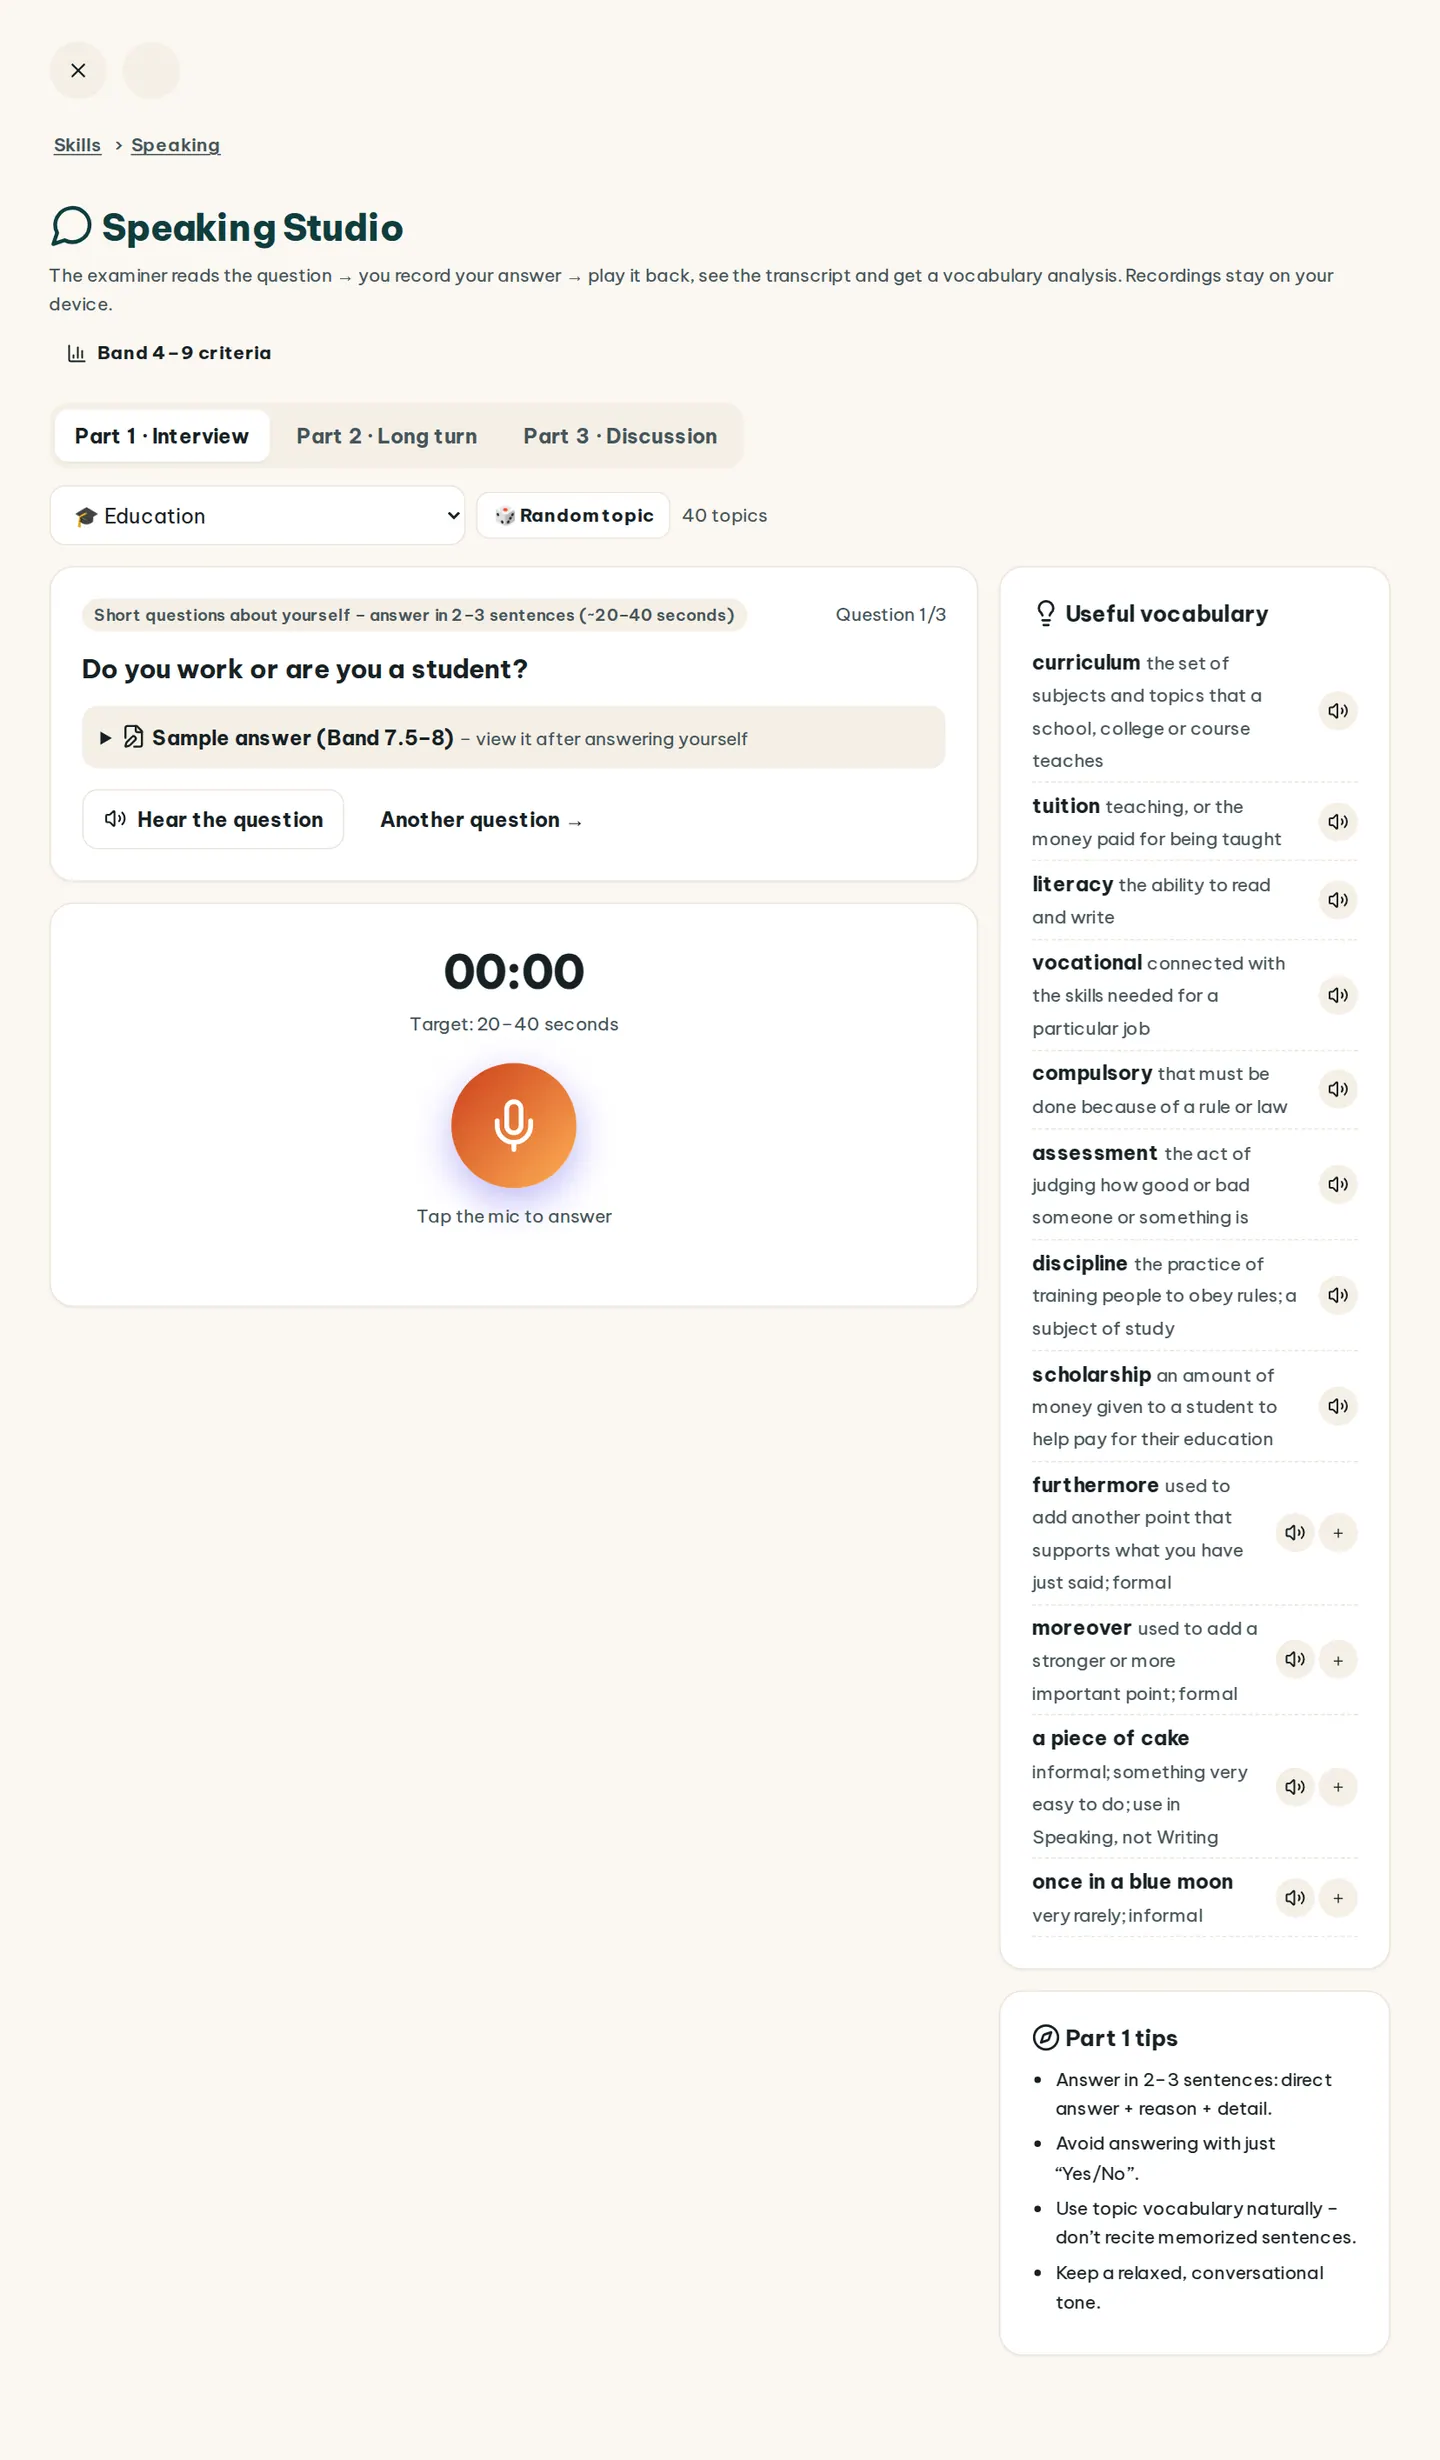 Skills › Speaking
Speaking Studio
The examiner reads the question → you record your answer → play it back, see the transcript and get a vocabulary analysis. Recordings stay on your
device.
Band 4–9 criteria
Part 1 · Interview
Part 2 · Long turn
Part 3 · Discussion
🎓 Education
🎲 Random topic
40 topics
Short questions about yourself – answer in 2–3 sentences (~20–40 seconds)
Question 1/3
Do you work or are you a student?
Sample answer (Band 7.5–8) – view it after answering yourself
Hear the question
Another question →
00:00
Target: 20–40 seconds
Tap the mic to answer
Useful vocabulary
curriculum the set of
subjects and topics that a
school, college or course
teaches
tuition teaching, or the
money paid for being taught
literacy the ability to read
and write
vocational connected with
the skills needed for a
particular job
compulsory that must be
done because of a rule or law
assessment the act of
judging how good or bad
someone or something is
discipline the practice of
training people to obey rules; a
subject of study
scholarship an amount of
money given to a student to
help pay for their education
furthermore used to
add another point that
supports what you have
just said; formal
moreover used to add a
stronger or more
important point; formal
a piece of cake
informal; something very
easy to do; use in
Speaking, not Writing
once in a blue moon
very rarely; informal
Part 1 tips
• Answer in 2–3 sentences: direct
answer + reason + detail.
• Avoid answering with just
“Yes/No”.
• Use topic vocabulary naturally –
don’t recite memorized sentences.
• Keep a relaxed, conversational
tone.